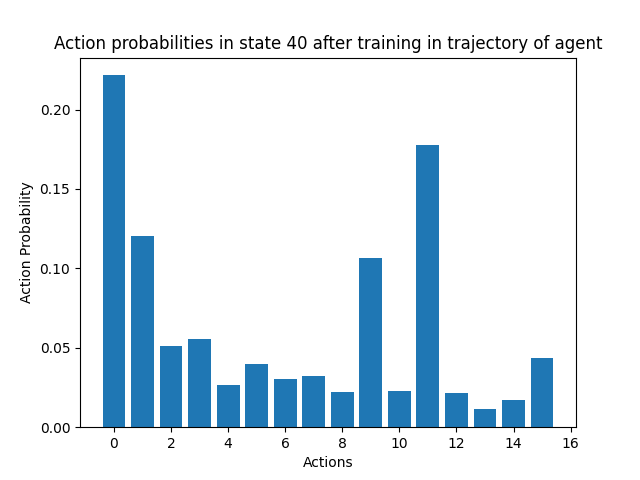 Action probabilities in state 40 after training in trajectory of agent
0.20
0.15
0.10
0.05
0.00
Action Probability
0 2 4 6 8 10 12 14 16
Actions